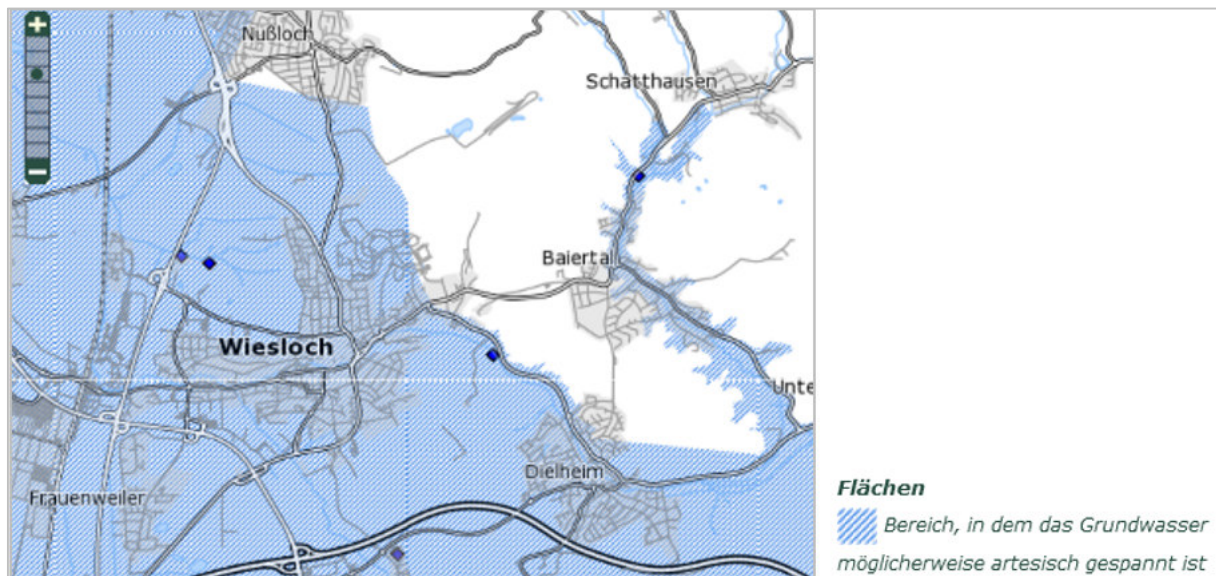 +
Nußloch
Schatthausen
Baiertal
Wiesloch
Unte
Dielheim
Frauenweiler
−
Flächen
Bereich, in dem das Grundwasser
möglicherweise artesisch gespannt ist